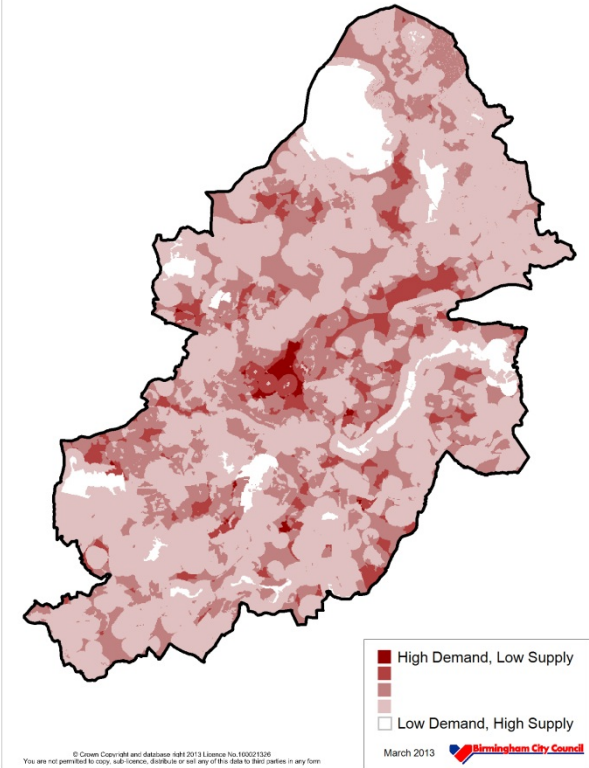 High Demand, Low Supply
Low Demand, High Supply
March 2013 Birmingham City Council
© Crown Copyright and database right 2013 Licence No.100021326
You are not permitted to copy, sub-licence, distribute or sell any of this data to third parties in any form